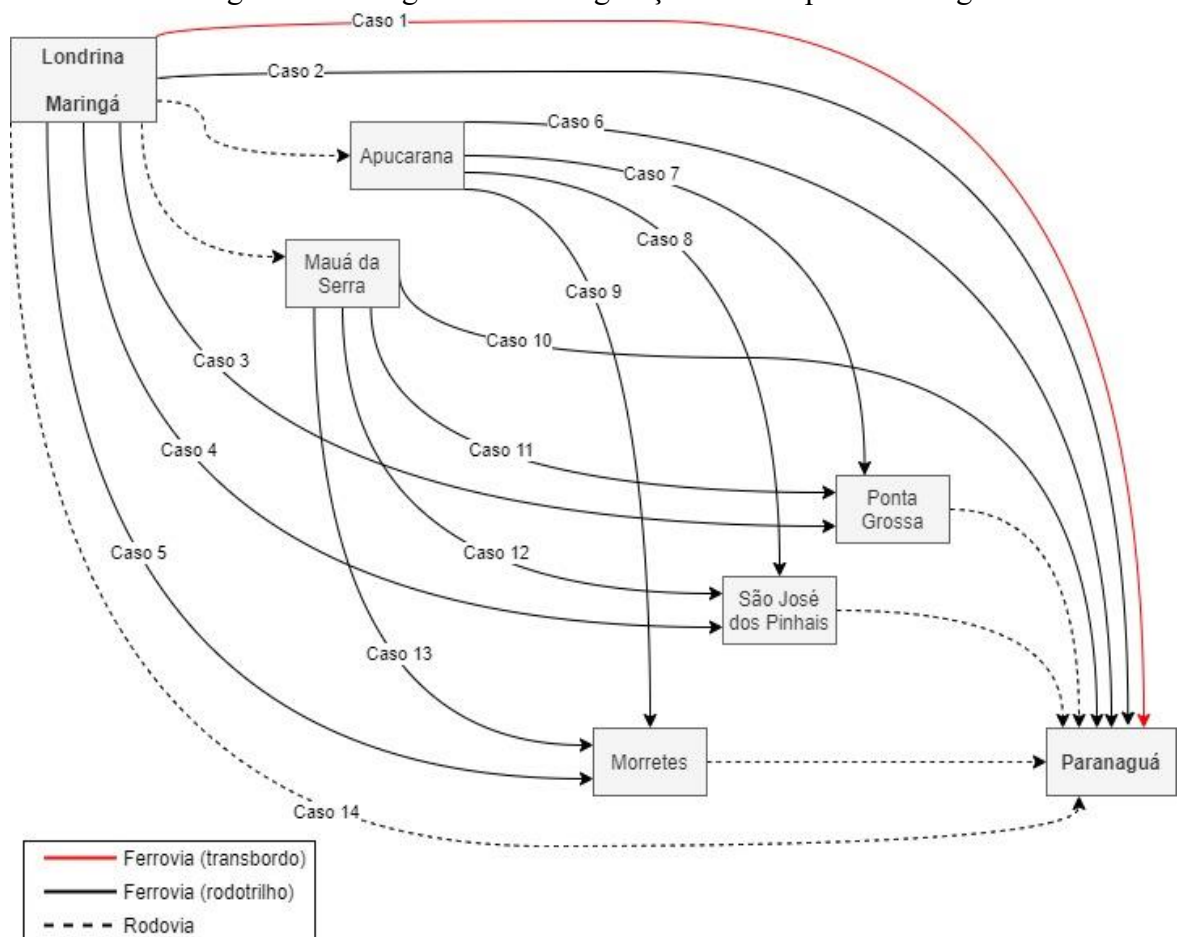 Caso 1
Londrina
Maringá
Caso 2
Caso 6
Apucarana
Caso 7
Caso 8
Mauá da
Serra
Caso 9
Caso 10
Caso 3
Caso 4
Caso 11
Ponta
Grossa
Caso 5
Caso 12
São José
dos Pinhais
Caso 13
Morretes
Paranaguá
Caso 14
Ferrovia (transbordo)
Ferrovia (rodotrilho)
Rodovia